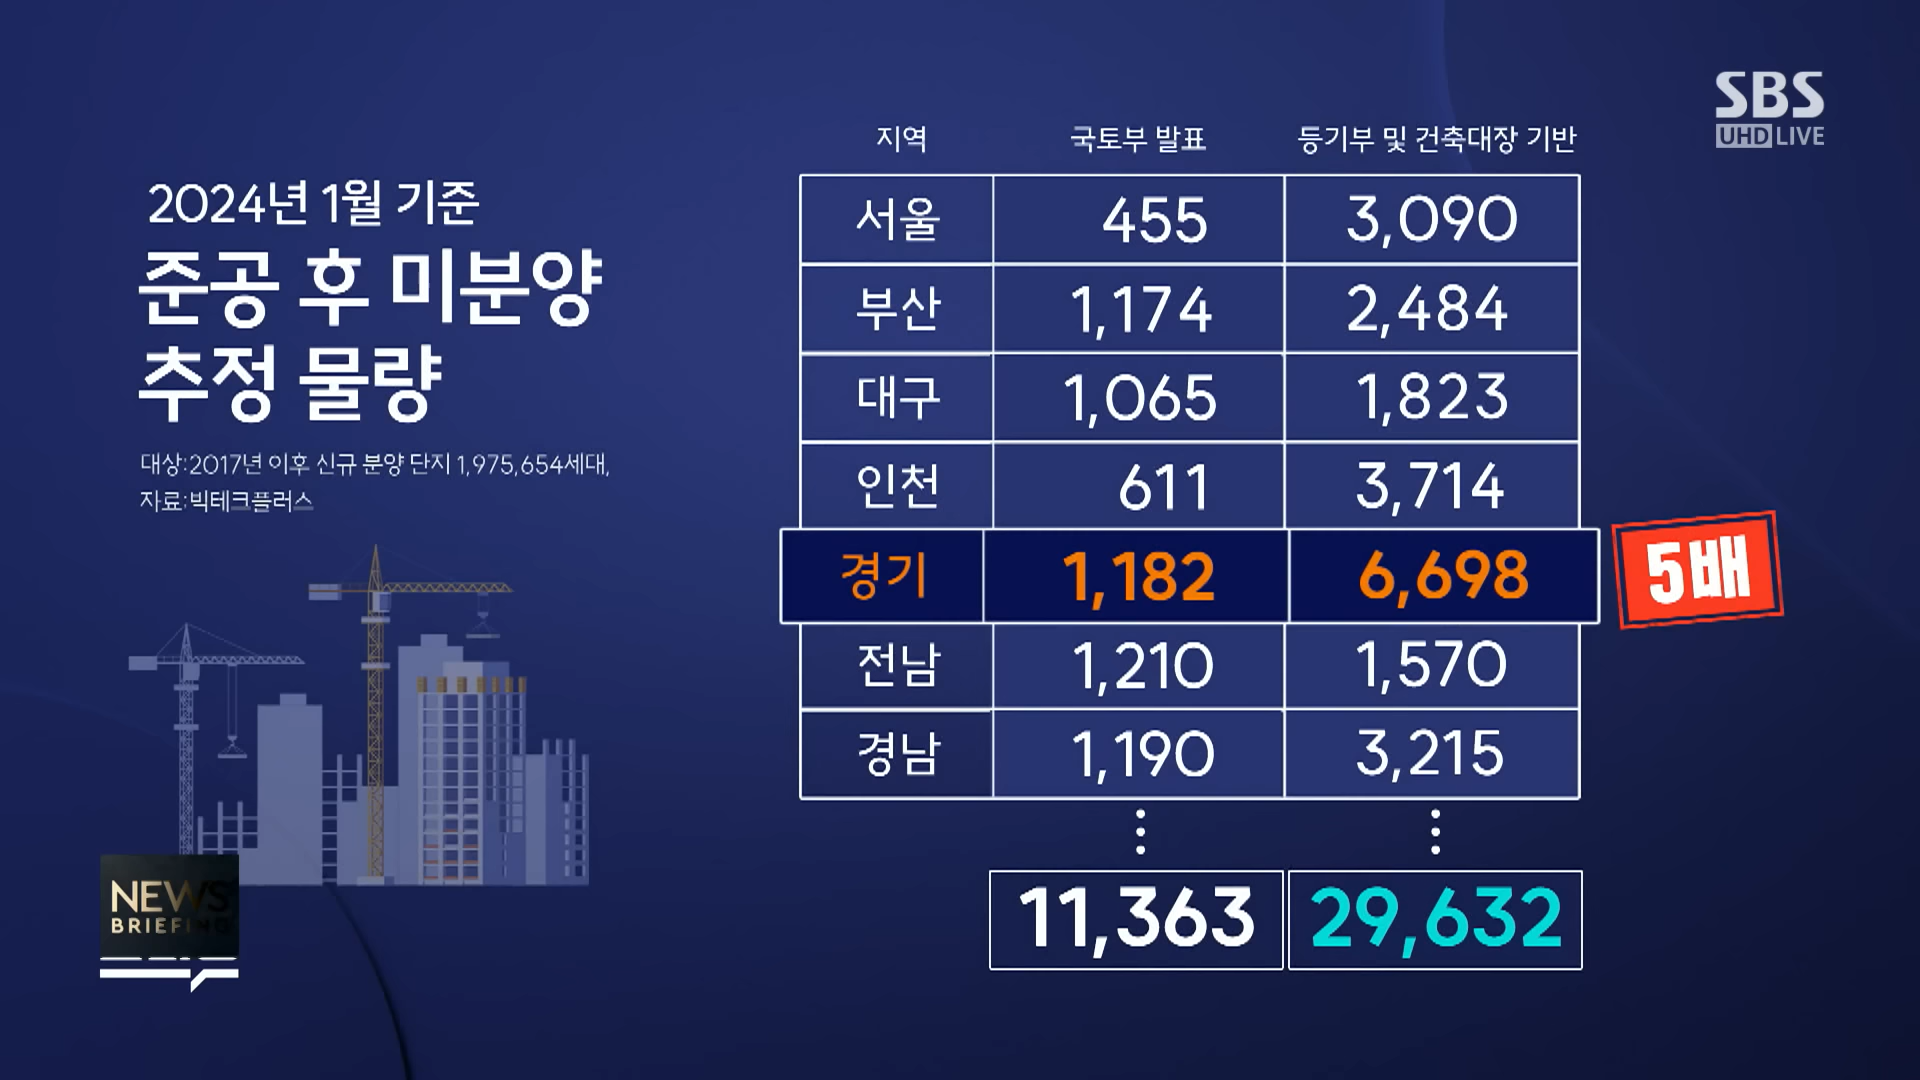 SBS
UHD LIVE
2024년 1월 기준
준공 후 미분양
추정 물량
대상:2017년 이후 신규 분양 단지 1,975,654세대,
자료:빅테크플러스
지역 국토부 발표 등기부 및 건축대장 기반
서울 455 3,090
부산 1,174 2,484
대구 1,065 1,823
인천 611 3,714
경기 1,182 6,698 5배
전남 1,210 1,570
경남 1,190 3,215
11,363 29,632
NEWS
BRIEFING